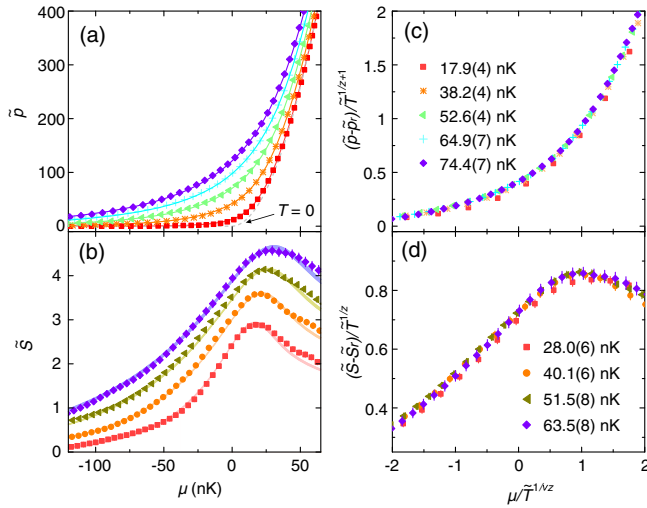 (a)
400
300
200
100
0
p̃
T = 0
(b)
4
3
2
1
0
S̃
-100
-50
0
50
μ (nK)
(c)
2
1.5
1
0.5
0
(p̃-p̃ᵣ)/T̃^{1/z+1}
17.9(4) nK
38.2(4) nK
52.6(4) nK
64.9(7) nK
74.4(7) nK
(d)
0.8
0.6
0.4
(S̃-S̃ᵣ)/T̃^{1/z}
28.0(6) nK
40.1(6) nK
51.5(8) nK
63.5(8) nK
-2
-1
0
1
2
μ/T̃^{1/νz}